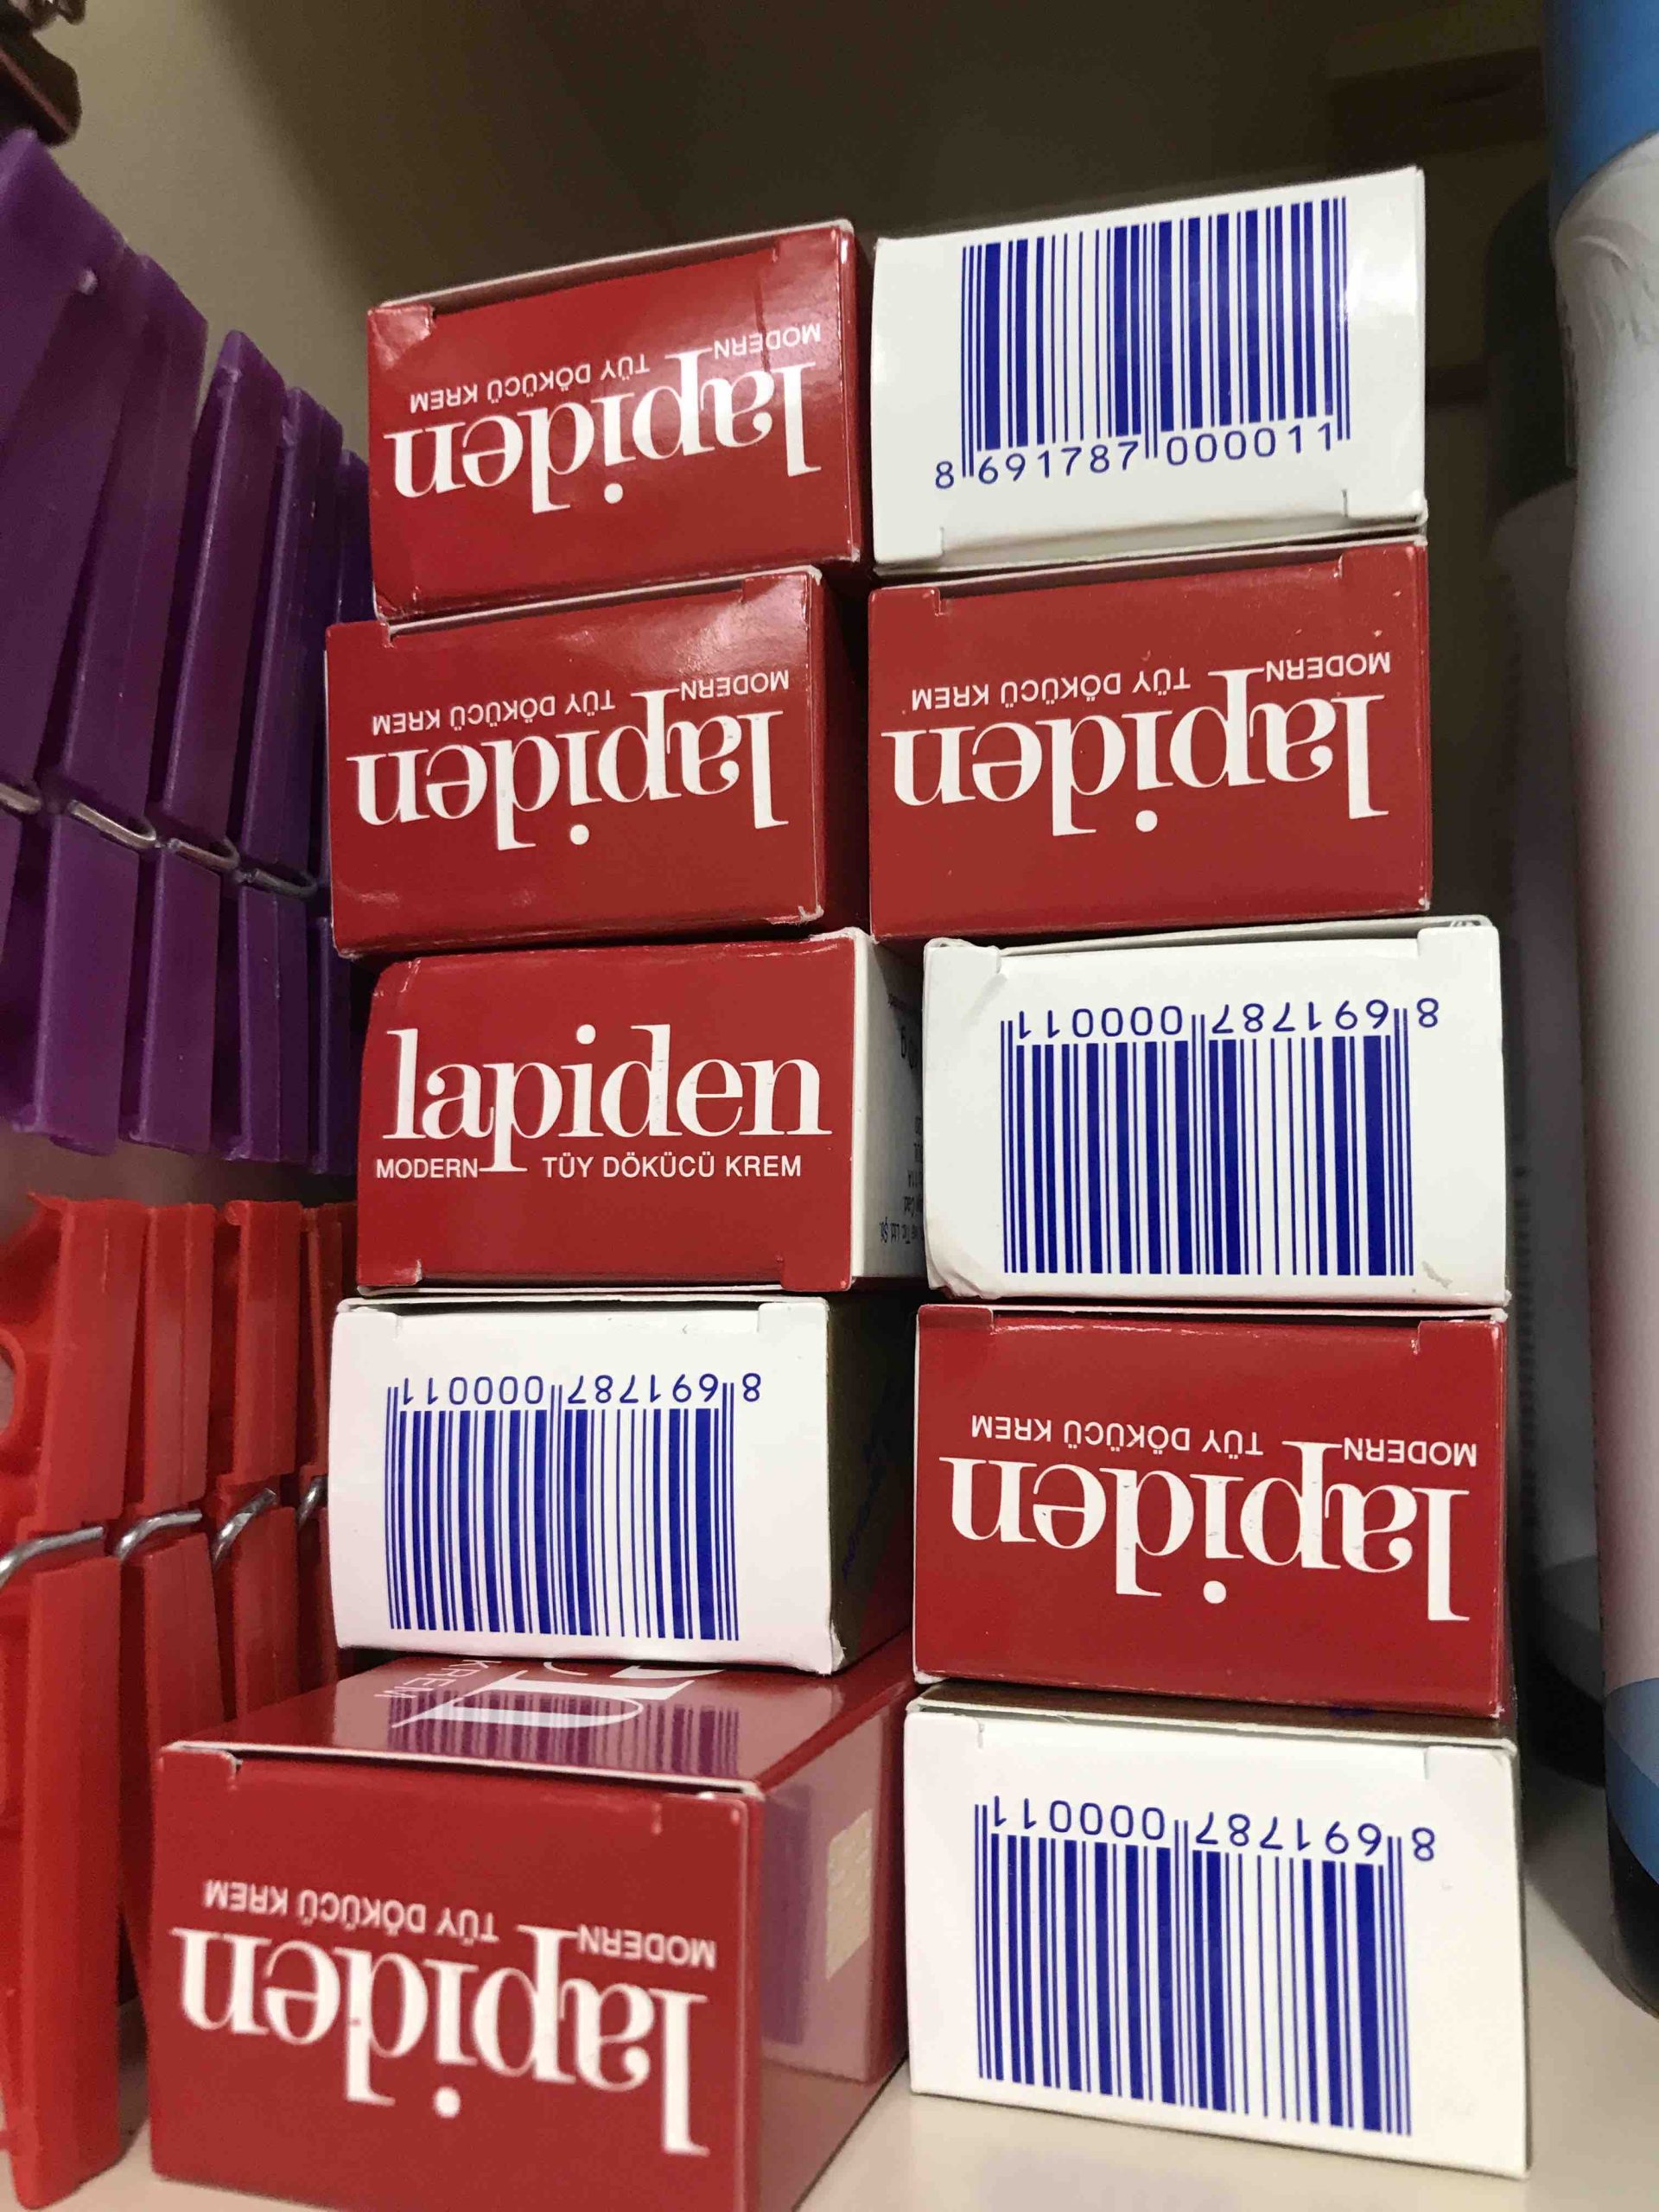 MODERN TÜY DÖKÜCÜ KREM
lapiden
8 691787 000011
MODERN TÜY DÖKÜCÜ KREM
lapiden
MODERN TÜY DÖKÜCÜ KREM
lapiden
lapiden
MODERN TÜY DÖKÜCÜ KREM
8 691787 000011
8 691787 000011
MODERN TÜY DÖKÜCÜ KREM
lapiden
KREM
MODERN TÜY DÖKÜCÜ KREM
lapiden
8 691787 000011